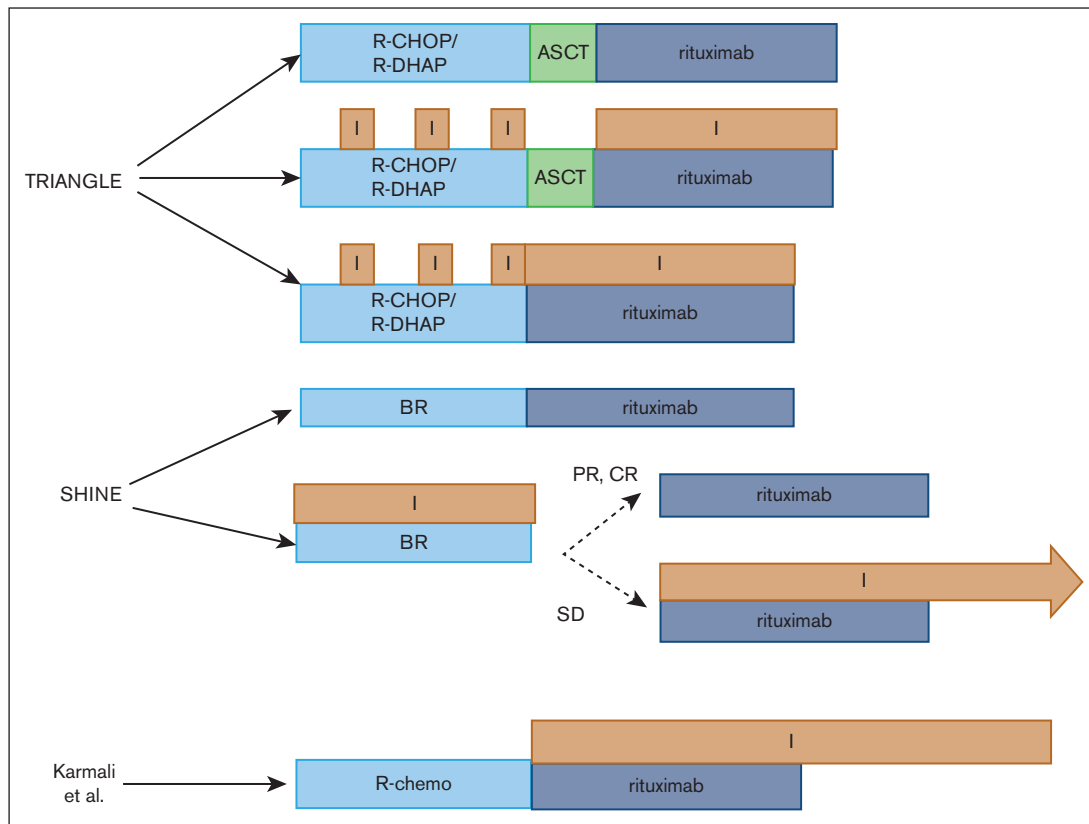 R-CHOP/
R-DHAP
ASCT
rituximab
TRIANGLE
I
I
I
I
R-CHOP/
R-DHAP
ASCT
rituximab
I
I
I
I
R-CHOP/
R-DHAP
rituximab
SHINE
BR
rituximab
I
BR
PR, CR
rituximab
SD
I
rituximab
Karmali
et al.
R-chemo
I
rituximab